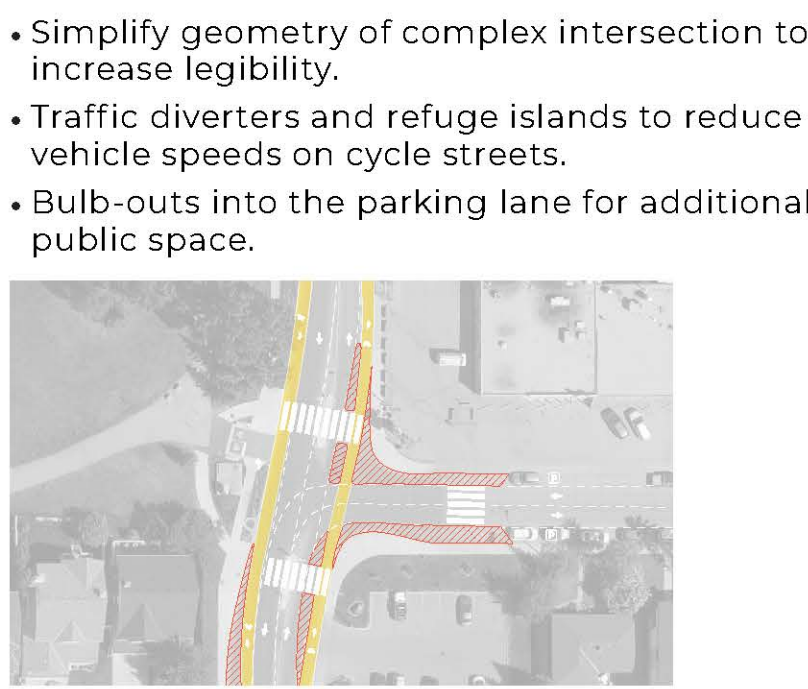 • Simplify geometry of complex intersection to
increase legibility.
• Traffic diverters and refuge islands to reduce
vehicle speeds on cycle streets.
• Bulb-outs into the parking lane for additional
public space.